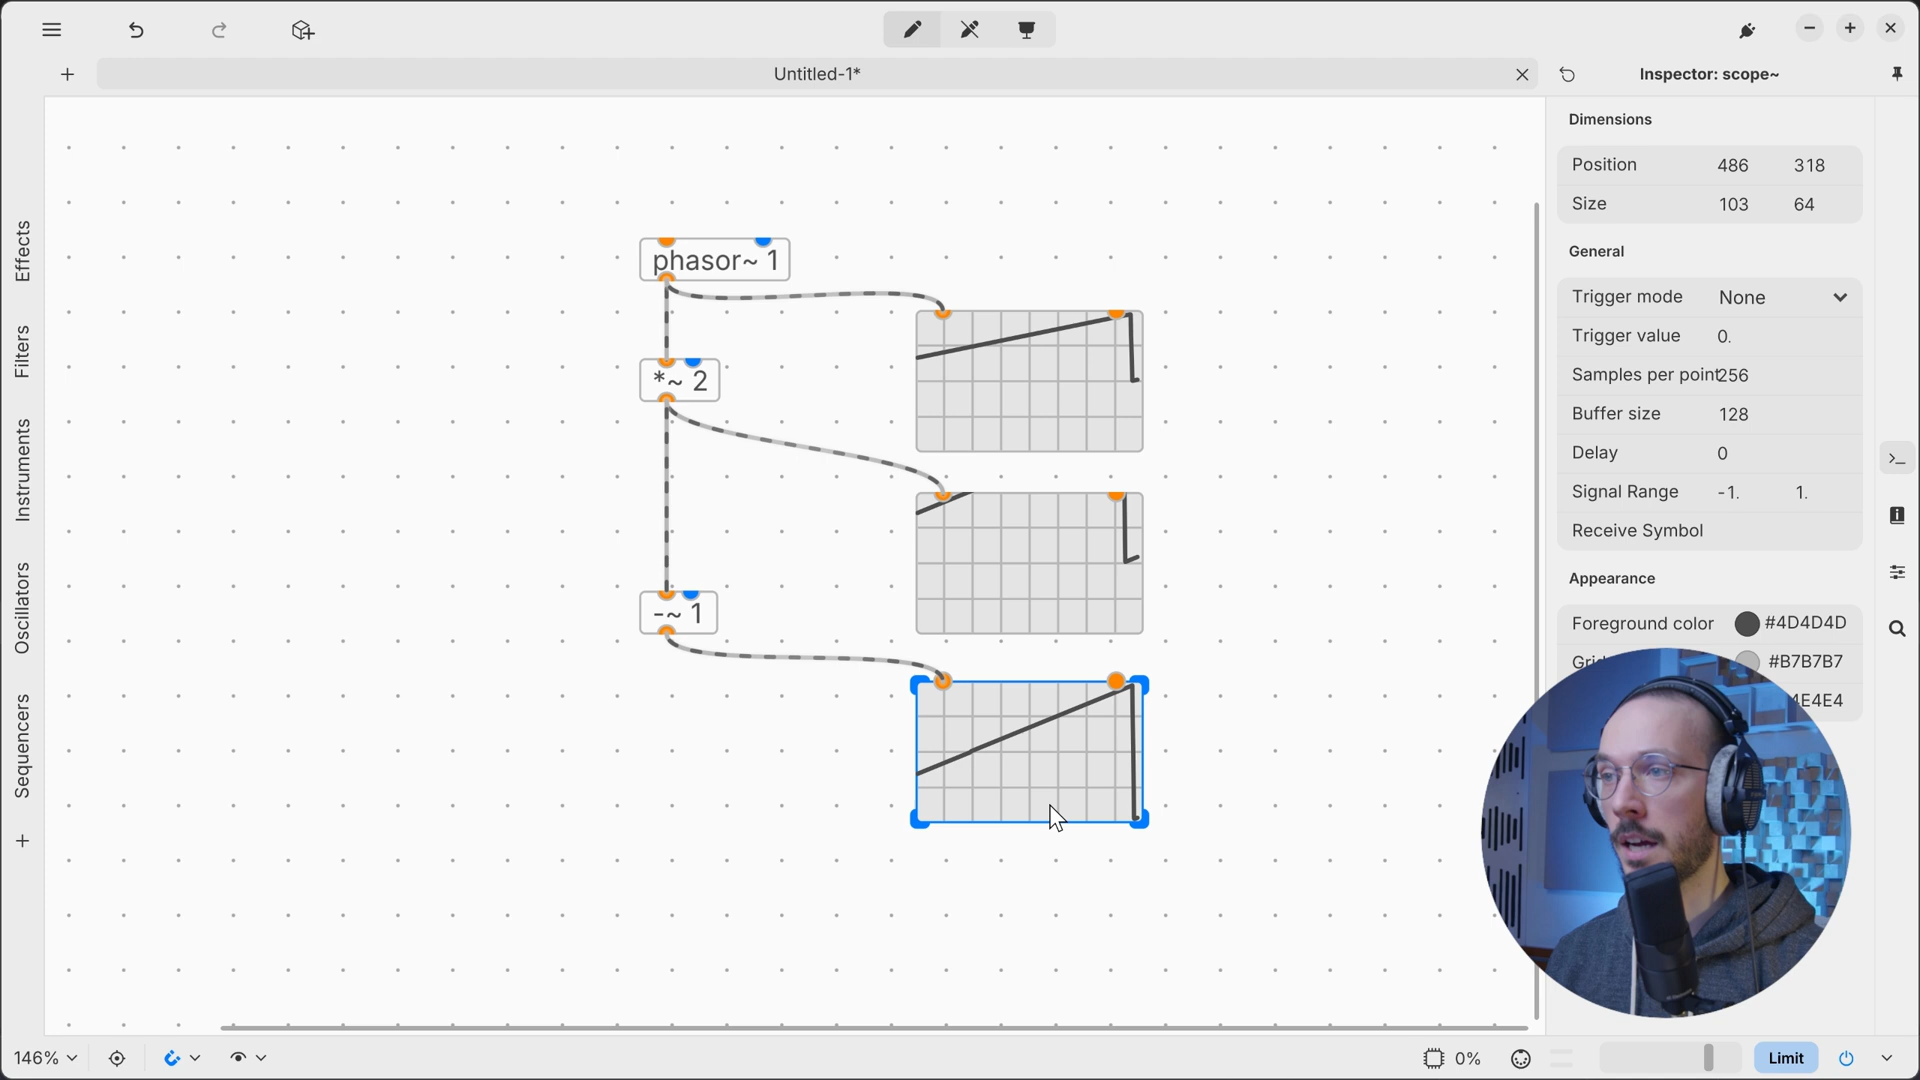 Untitled-1*
Inspector: scope~
Dimensions
Position 486 318
Size 103 64
General
Trigger mode None
Trigger value 0.
Samples per point 256
Buffer size 128
Delay 0
Signal Range -1. 1.
Receive Symbol
Appearance
Foreground color #4D4D4D
#B7B7B7
4E4E4
Effects
Filters
Instruments
Oscillators
Sequencers
phasor~ 1
*~ 2
-~ 1
146%
0%
Limit